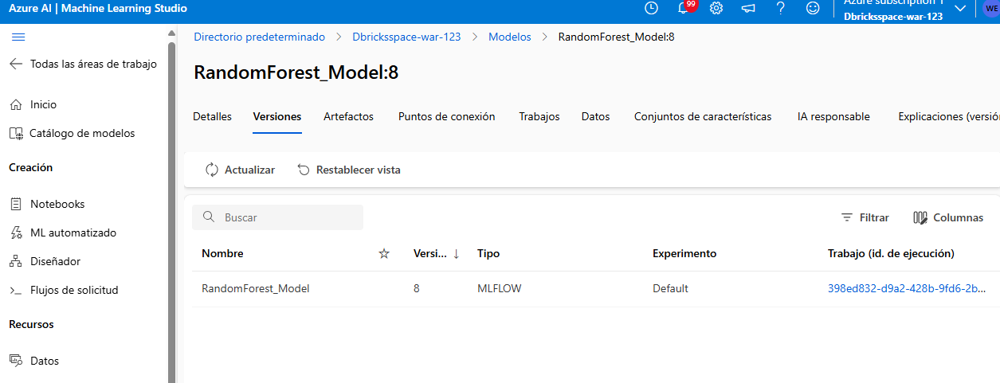 Azure AI | Machine Learning Studio
99
Azure subscription 1
Dbricksspace-war-123
WE
Todas las áreas de trabajo
Inicio
Catálogo de modelos
Creación
Notebooks
ML automatizado
Diseñador
Flujos de solicitud
Recursos
Datos
Directorio predeterminado > Dbricksspace-war-123 > Modelos > RandomForest_Model:8
RandomForest_Model:8
Detalles Versiones Artefactos Puntos de conexión Trabajos Datos Conjuntos de características IA responsable Explicaciones (versió
Actualizar Restablecer vista
Buscar
Filtrar Columnas
Nombre Versi... ↓ Tipo Experimento Trabajo (id. de ejecución)
RandomForest_Model 8 MLFLOW Default 398ed832-d9a2-428b-9fd6-2b...